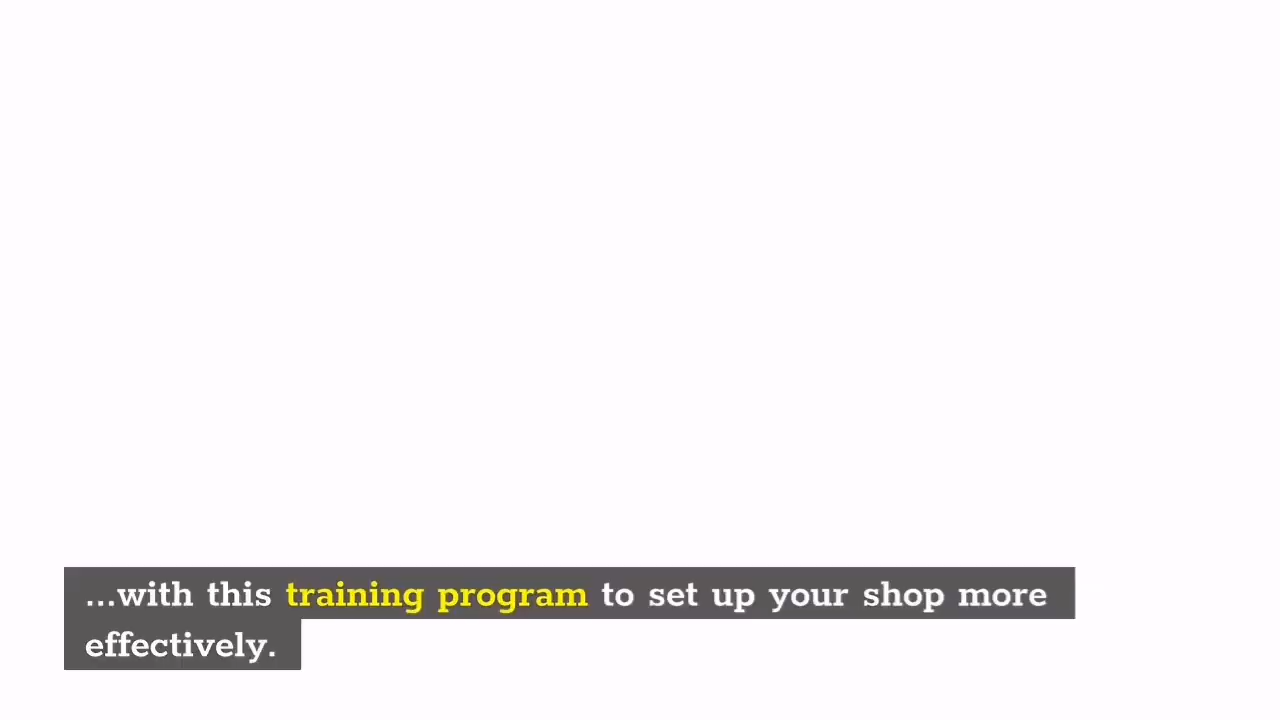 ...with this training program to set up your shop more
effectively.